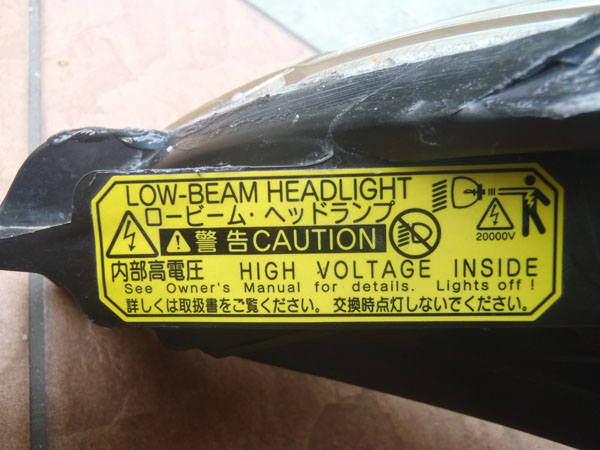 LOW-BEAM HEADLIGHT
ロービーム・ヘッドランプ
警告CAUTION
20000V
内部高電圧 HIGH VOLTAGE INSIDE
See Owner's Manual for details. Lights off!
詳しくは取扱書をご覧ください。交換時点灯しないでください。